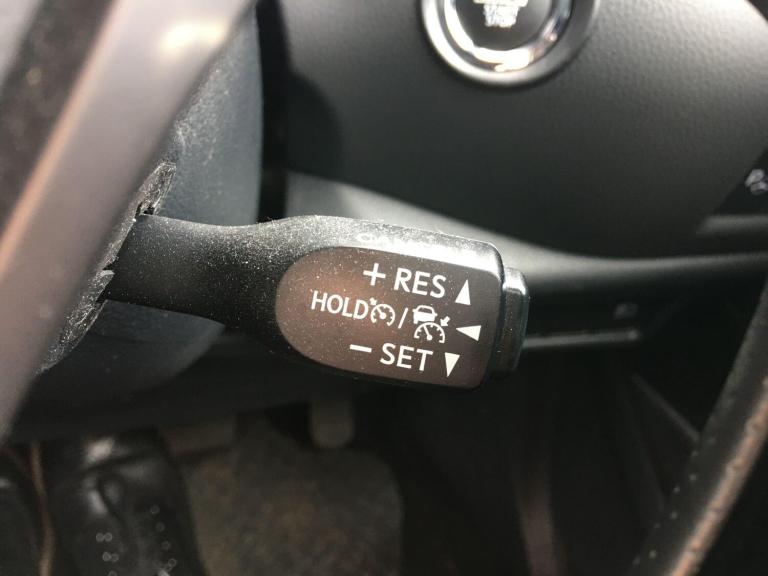 + RES
HOLD /
- SET